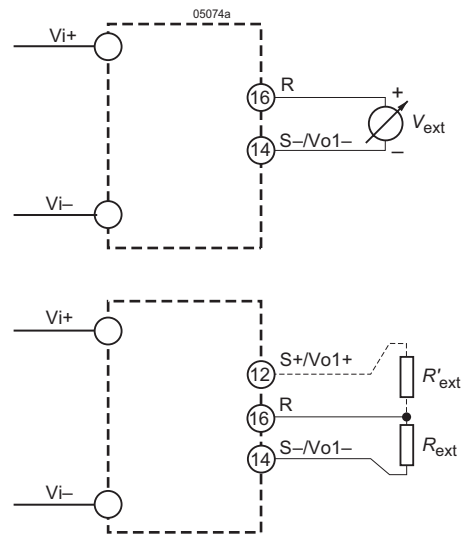 05074a
Vi+
16
R
+
Vext
14
S–/Vo1–
–
Vi–
Vi+
12
S+/Vo1+
R'ext
16
R
14
S–/Vo1–
Rext
Vi–